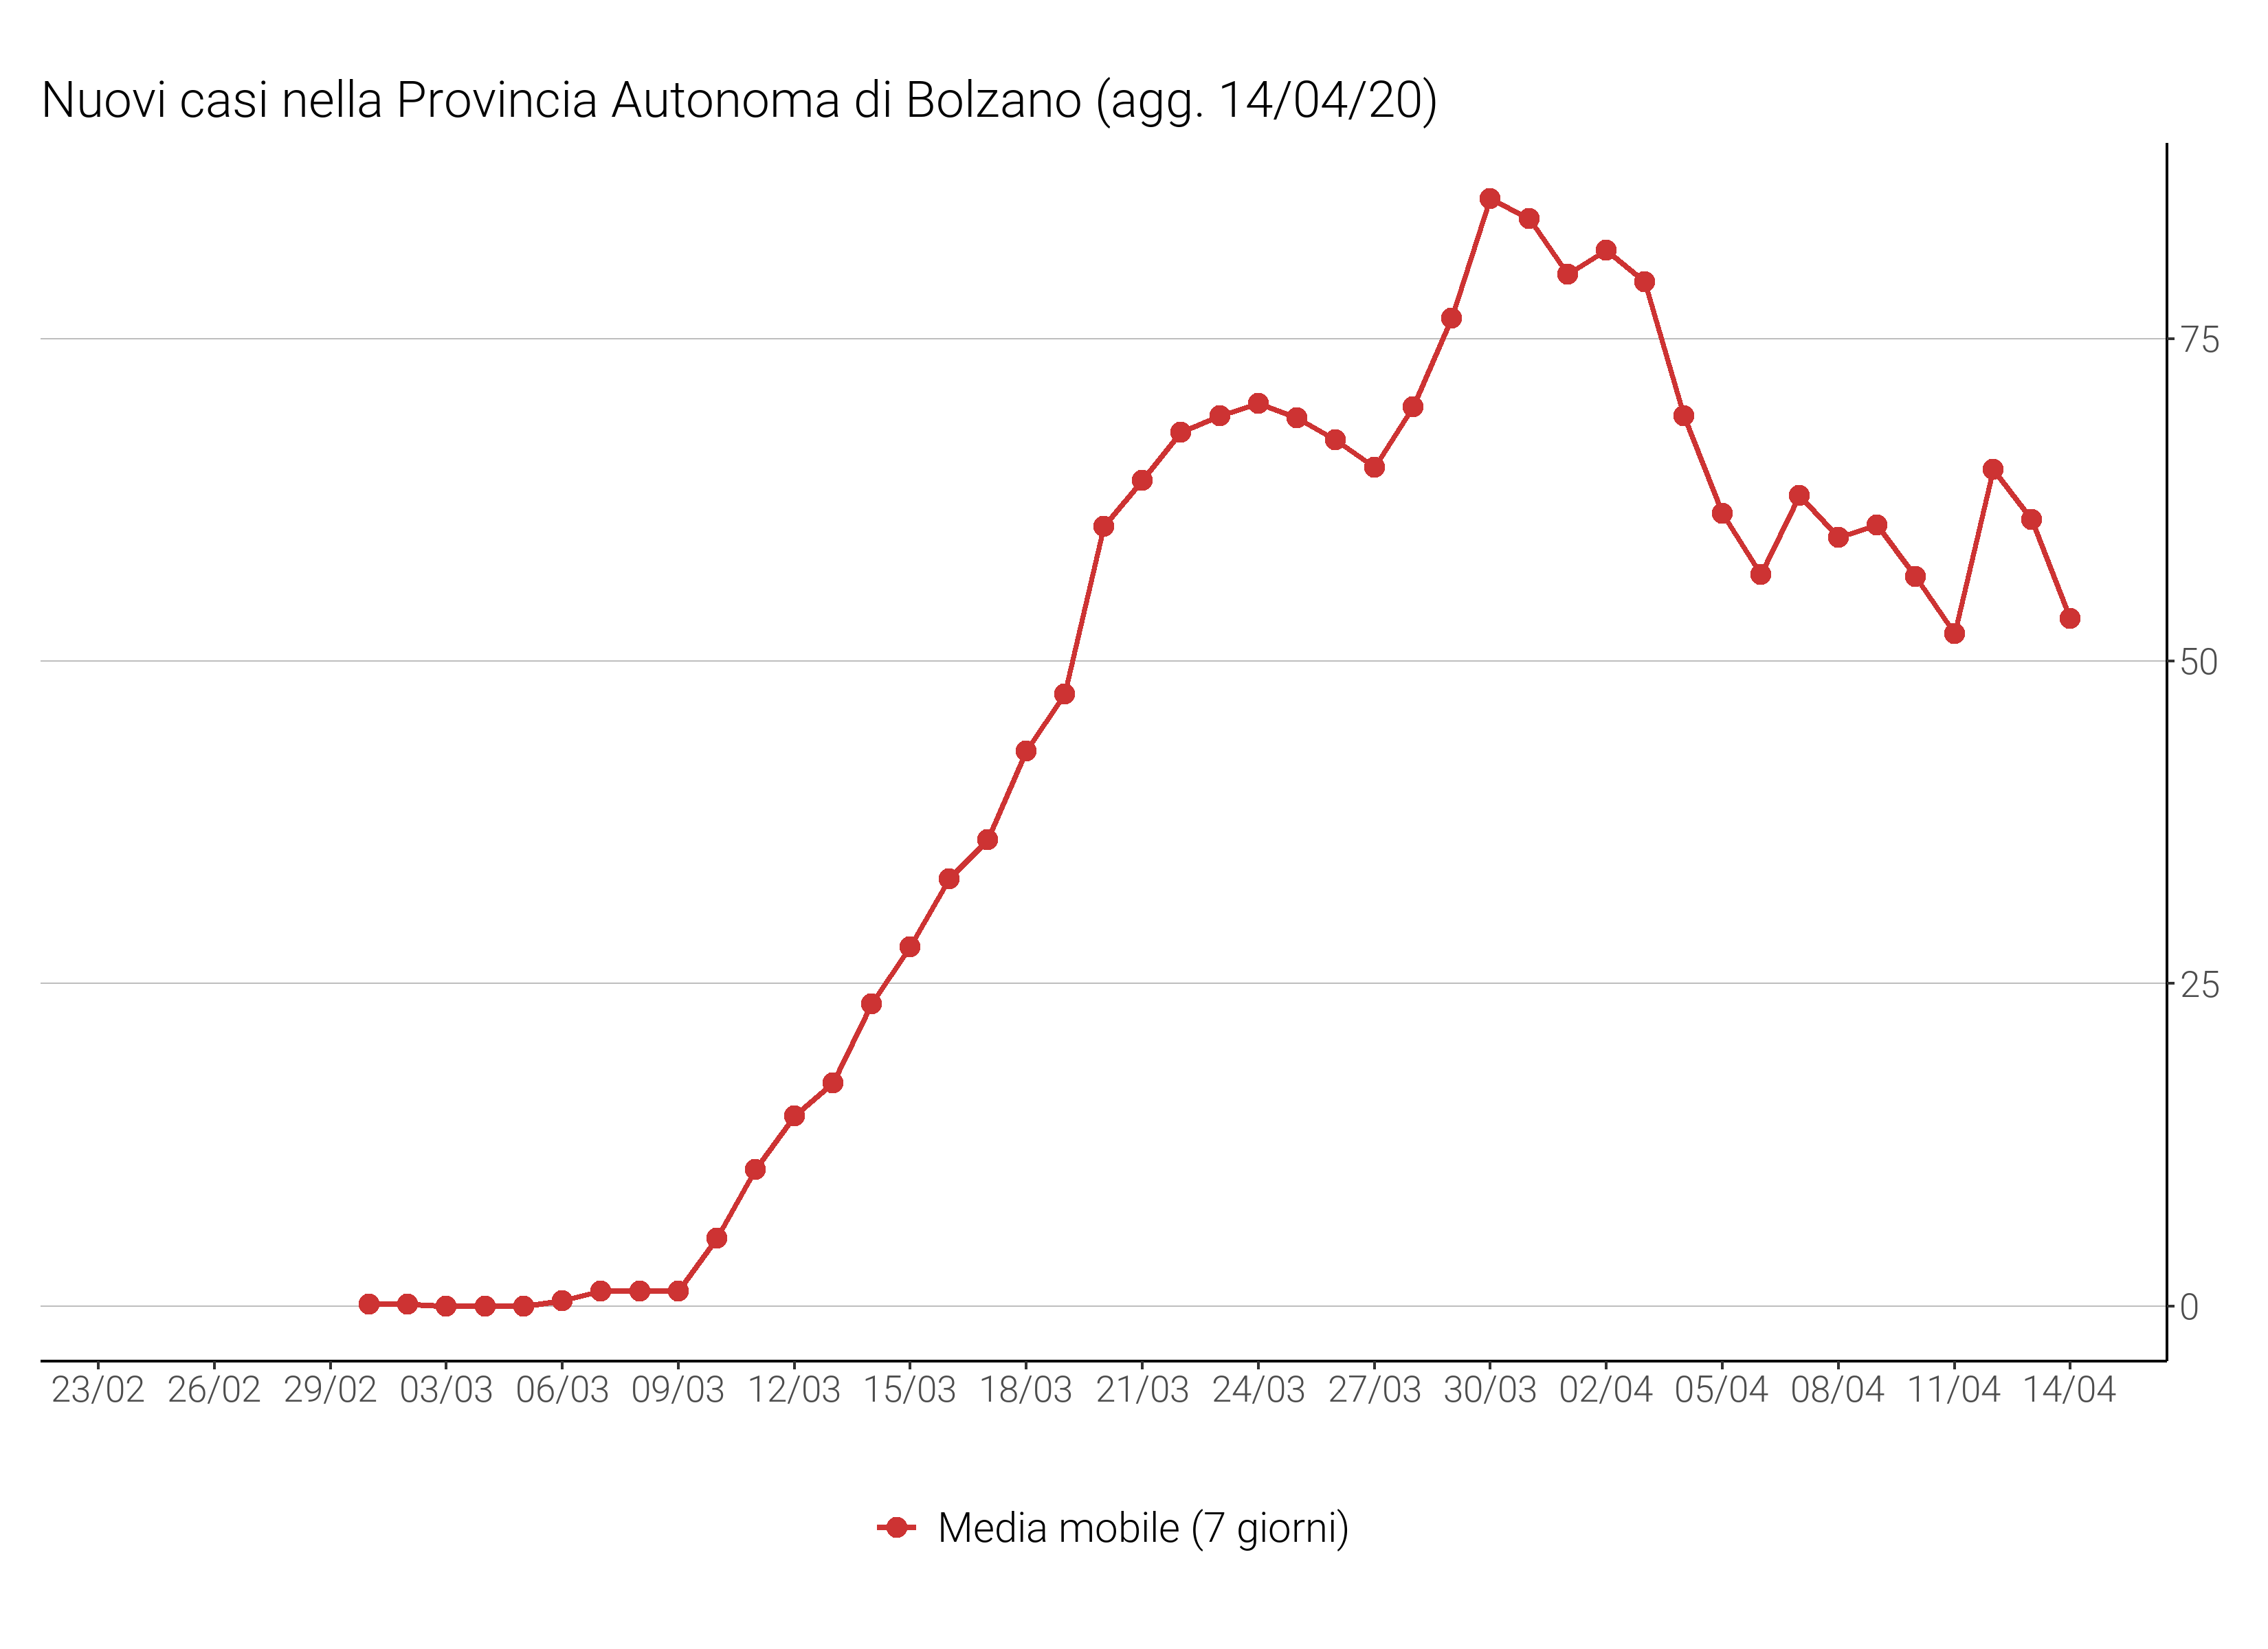 Nuovi casi nella Provincia Autonoma di Bolzano (agg. 14/04/20)
75
50
25
0
23/02 26/02 29/02 03/03 06/03 09/03 12/03 15/03 18/03 21/03 24/03 27/03 30/03 02/04 05/04 08/04 11/04 14/04
Media mobile (7 giorni)